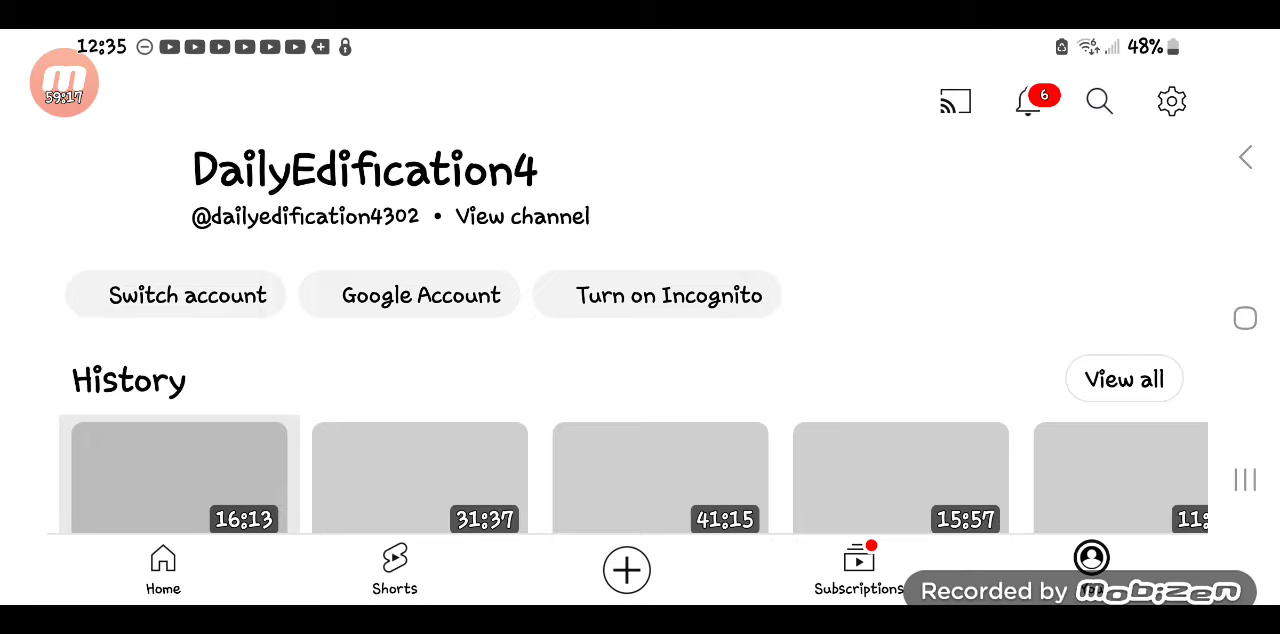 12:35 48%
m
59:17
6
DailyEdification4
@dailyedification4302 • View channel
Switch account Google Account Turn on Incognito
History View all
16:13 31:37 41:15 15:57 11:
Home Shorts Subscriptions
Recorded by mobizen